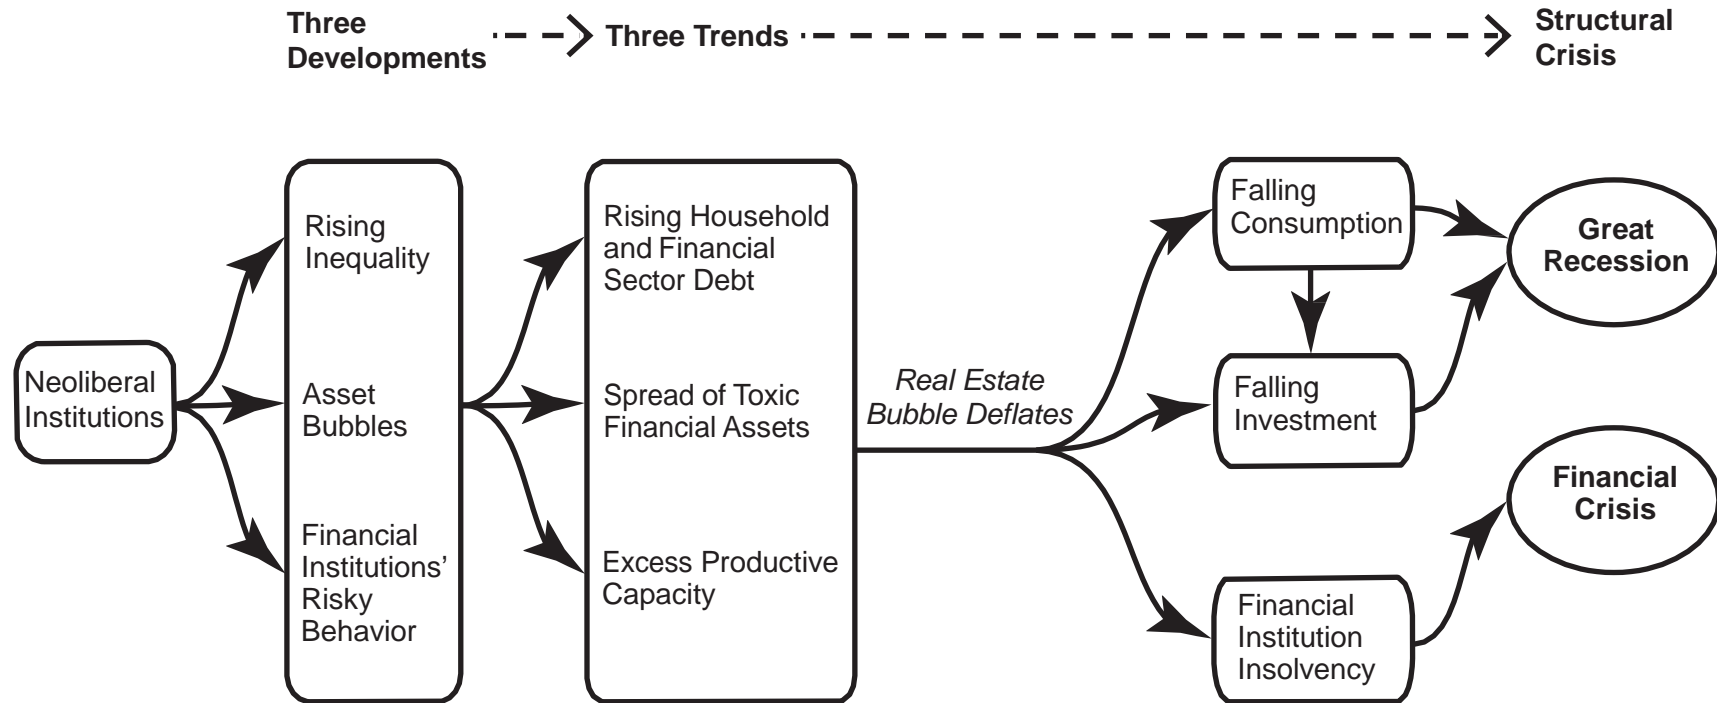 Three
Developments
Three Trends
Structural
Crisis
Neoliberal
Institutions
Rising
Inequality
Asset
Bubbles
Financial
Institutions’
Risky
Behavior
Rising Household
and Financial
Sector Debt
Spread of Toxic
Financial Assets
Excess Productive
Capacity
Real Estate
Bubble Deflates
Falling
Consumption
Falling
Investment
Financial
Institution
Insolvency
Great
Recession
Financial
Crisis